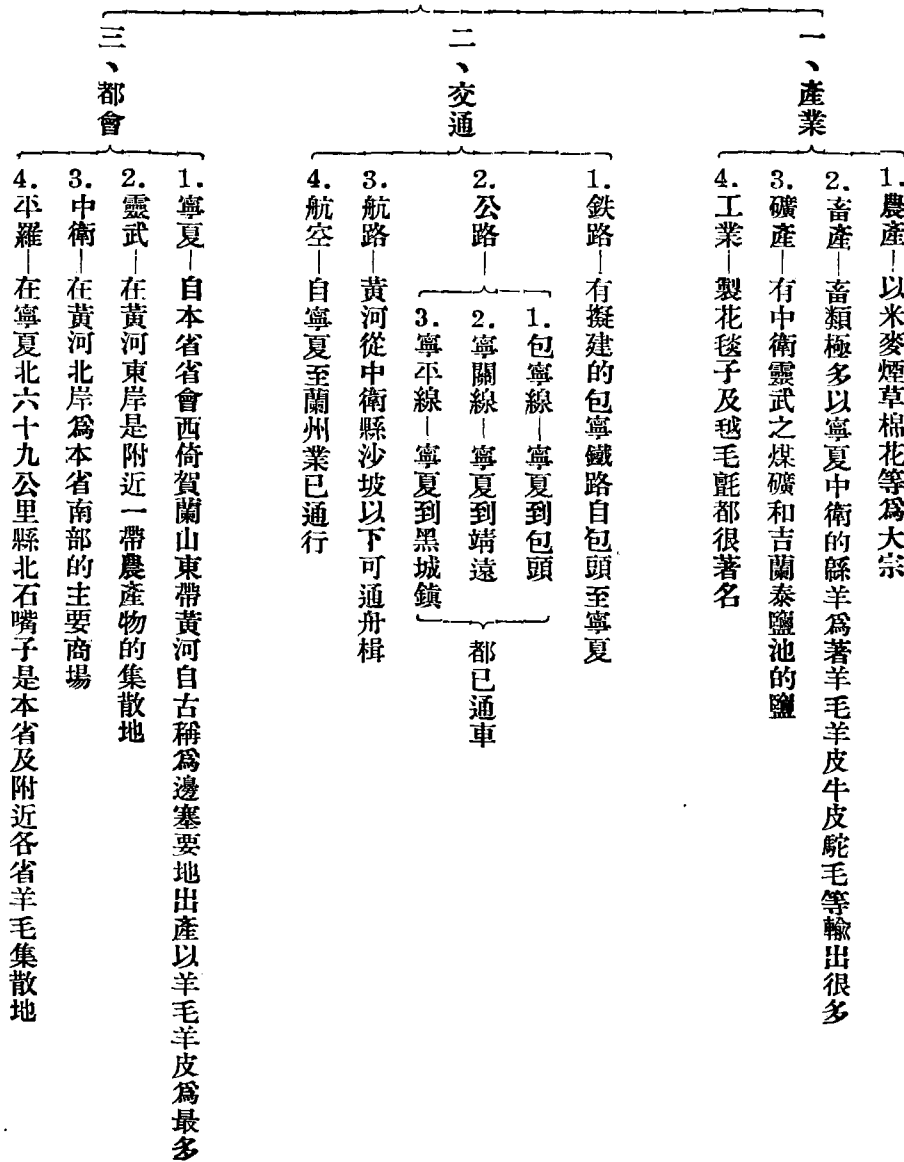 一、產業
1.農產—以米麥煙草棉花等爲大宗
2.畜產—畜類極多以寧夏中衛的緜羊爲著羊毛羊皮牛皮駝毛等輸出很多
3.礦產—有中衛靈武之煤礦和吉蘭泰鹽池的鹽
4.工業—製花毯子及毯毛氈都很著名
二、交通
1.鉄路—有擬建的包寧鐵路自包頭至寧夏
2.公路—
1.包寧線—寧夏到包頭
2.寧關線—寧夏到靖遠
3.寧平線—寧夏到黑城鎮
都已通車
3.航路—黃河從中衛縣沙坡以下可通舟楫
4.航空—自寧夏至蘭州業已通行
三、都會
1.寧夏—自本省省會西倚賀蘭山東帶黃河自古稱爲邊塞要地出產以羊毛羊皮爲最多
2.靈武—在黃河東岸是附近一帶農產物的集散地
3.中衛—在黃河北岸爲本省南部的主要商場
4.平羅—在寧夏北六十九公里縣北石嘴子是本省及附近各省羊毛集散地